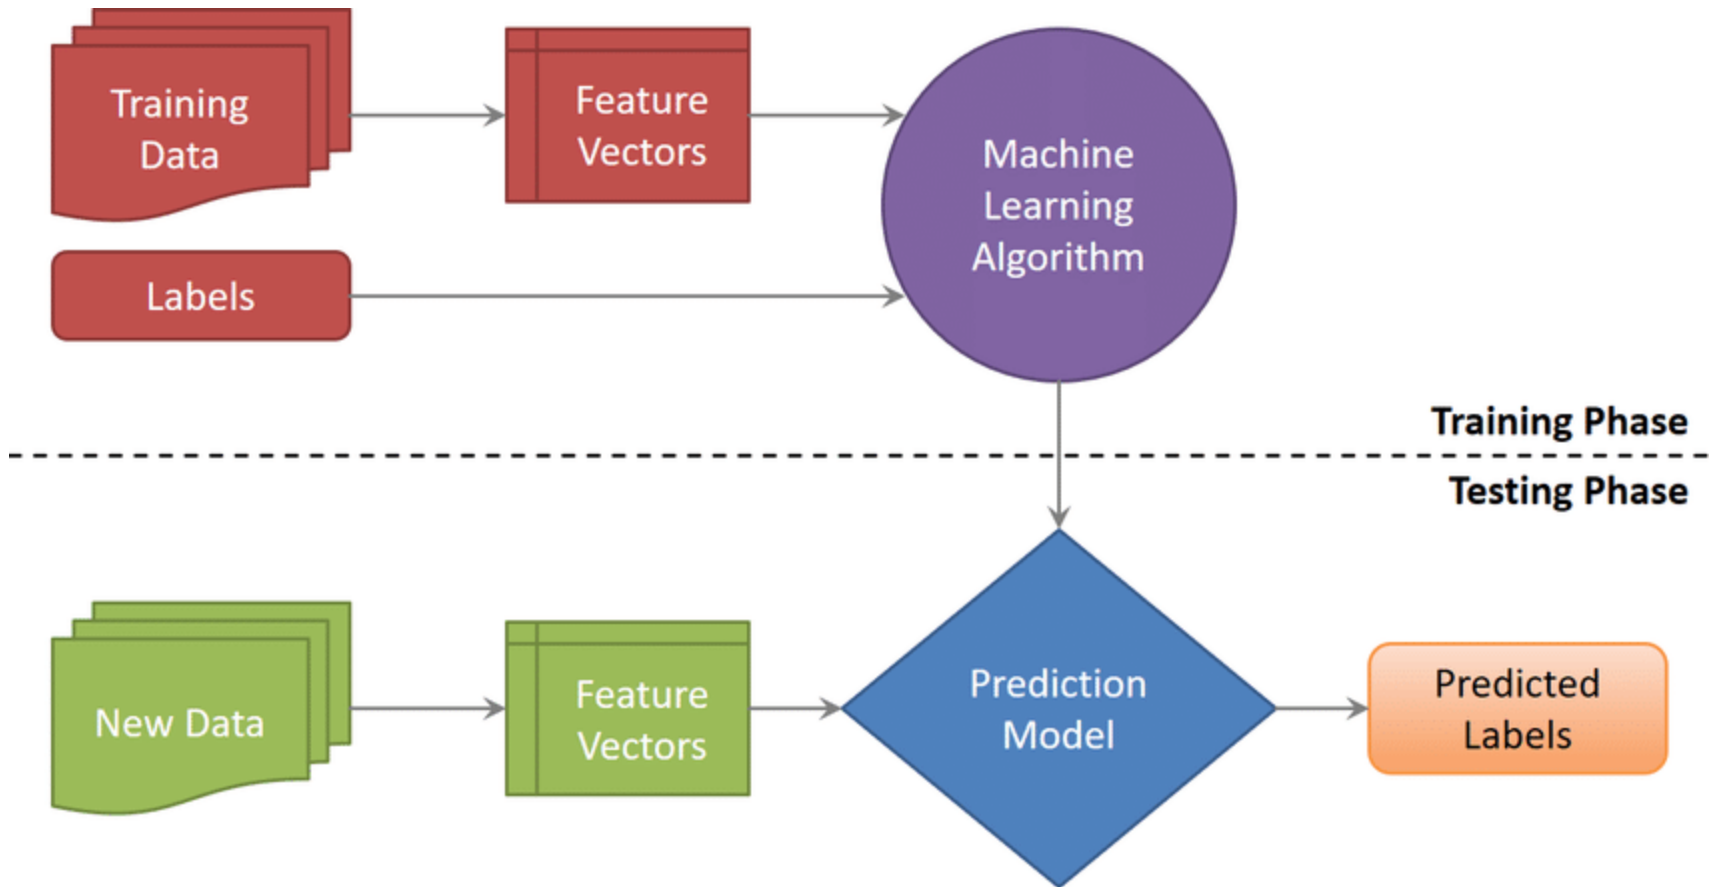 Training
Data
Feature
Vectors
Machine
Learning
Algorithm
Labels
Training Phase
Testing Phase
New Data
Feature
Vectors
Prediction
Model
Predicted
Labels